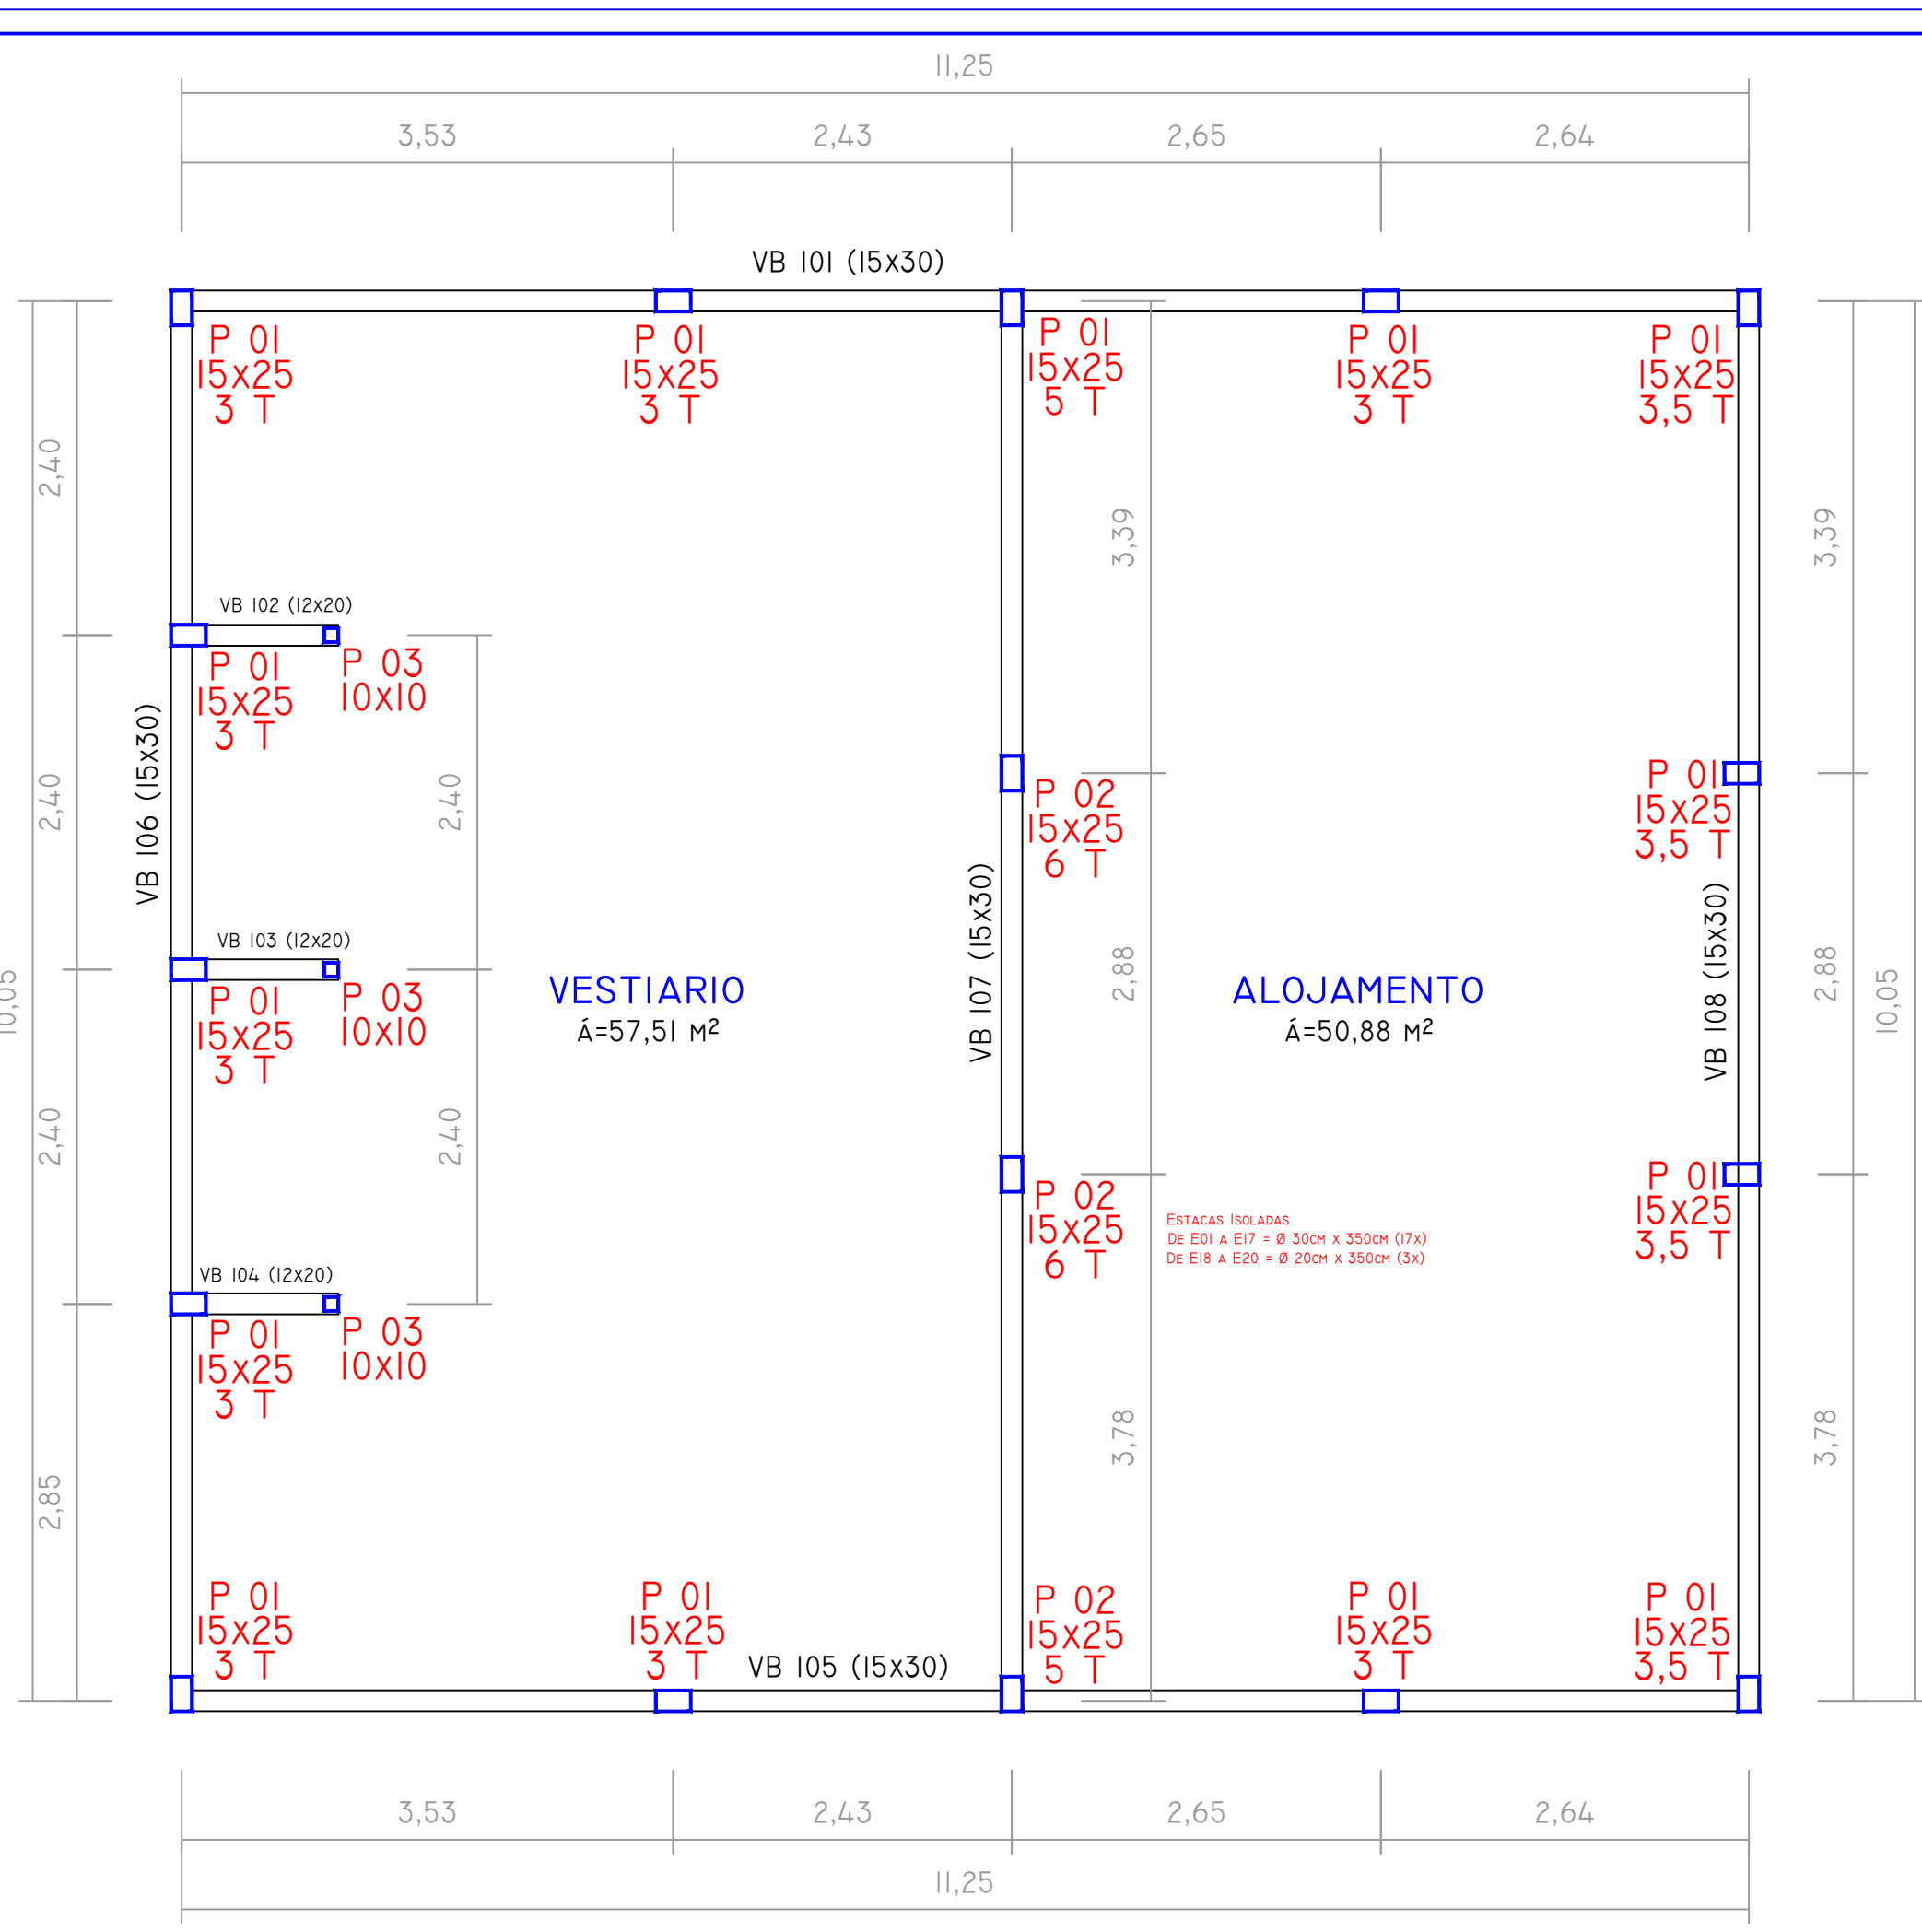 11,25
3,53
2,43
2,65
2,64
VB 101 (15x30)
P 01
15x25
3 T
P 01
15x25
3 T
P 01
15x25
5 T
P 01
15x25
3 T
P 01
15x25
3,5 T
2,40
3,39
3,39
VB 102 (12x20)
P 01
15x25
3 T
P 03
10x10
VB 106 (15x30)
2,40
2,40
P 02
15x25
6 T
P 01
15x25
3,5 T
VB 103 (12x20)
P 01
15x25
3 T
P 03
10x10
10,05
VESTIARIO
Á=57,51 M²
VB 107 (15x30)
2,88
ALOJAMENTO
Á=50,88 M²
VB 108 (15x30)
2,88
10,05
2,40
2,40
P 02
15x25
6 T
ESTACAS ISOLADAS
DE E01 A E17 = Ø 30CM X 350CM (17X)
DE E18 A E20 = Ø 20CM X 350CM (3X)
P 01
15x25
3,5 T
VB 104 (12x20)
P 01
15x25
3 T
P 03
10x10
2,85
3,78
3,78
P 01
15x25
3 T
P 01
15x25
3 T
VB 105 (15x30)
P 02
15x25
5 T
P 01
15x25
3 T
P 01
15x25
3,5 T
3,53
2,43
2,65
2,64
11,25